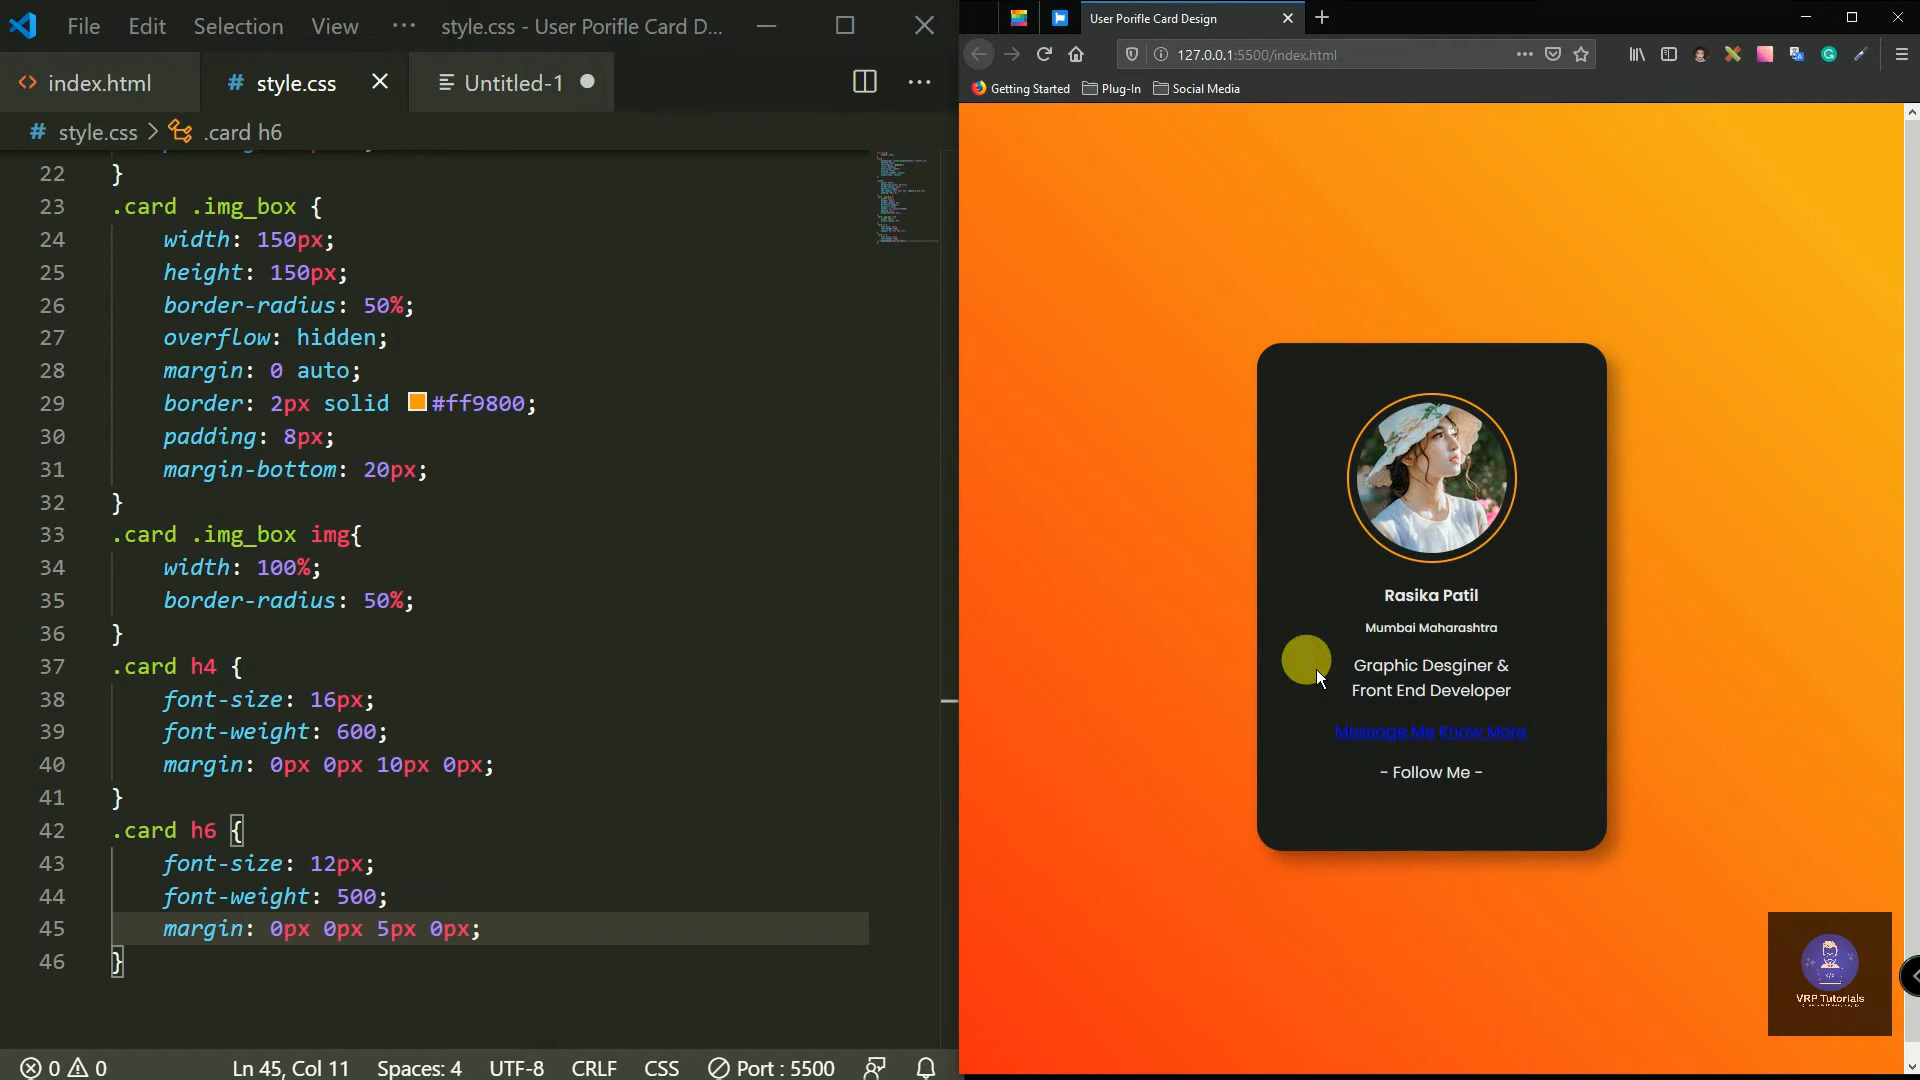 File Edit Selection View ··· style.css - User Porifle Card D...
index.html # style.css Untitled-1
# style.css > .card h6
22 }
23 .card .img_box {
24 width: 150px;
25 height: 150px;
26 border-radius: 50%;
27 overflow: hidden;
28 margin: 0 auto;
29 border: 2px solid #ff9800;
30 padding: 8px;
31 margin-bottom: 20px;
32 }
33 .card .img_box img{
34 width: 100%;
35 border-radius: 50%;
36 }
37 .card h4 {
38 font-size: 16px;
39 font-weight: 600;
40 margin: 0px 0px 10px 0px;
41 }
42 .card h6 {
43 font-size: 12px;
44 font-weight: 500;
45 margin: 0px 0px 5px 0px;
46 }
0 0 Ln 45, Col 11 Spaces: 4 UTF-8 CRLF CSS Port : 5500
User Porifle Card Design
127.0.0.1:5500/index.html
Getting Started Plug-In Social Media
Rasika Patil
Mumbai Maharashtra
Graphic Desginer &
Front End Developer
Message Me Know More
- Follow Me -
VRP Tutorials